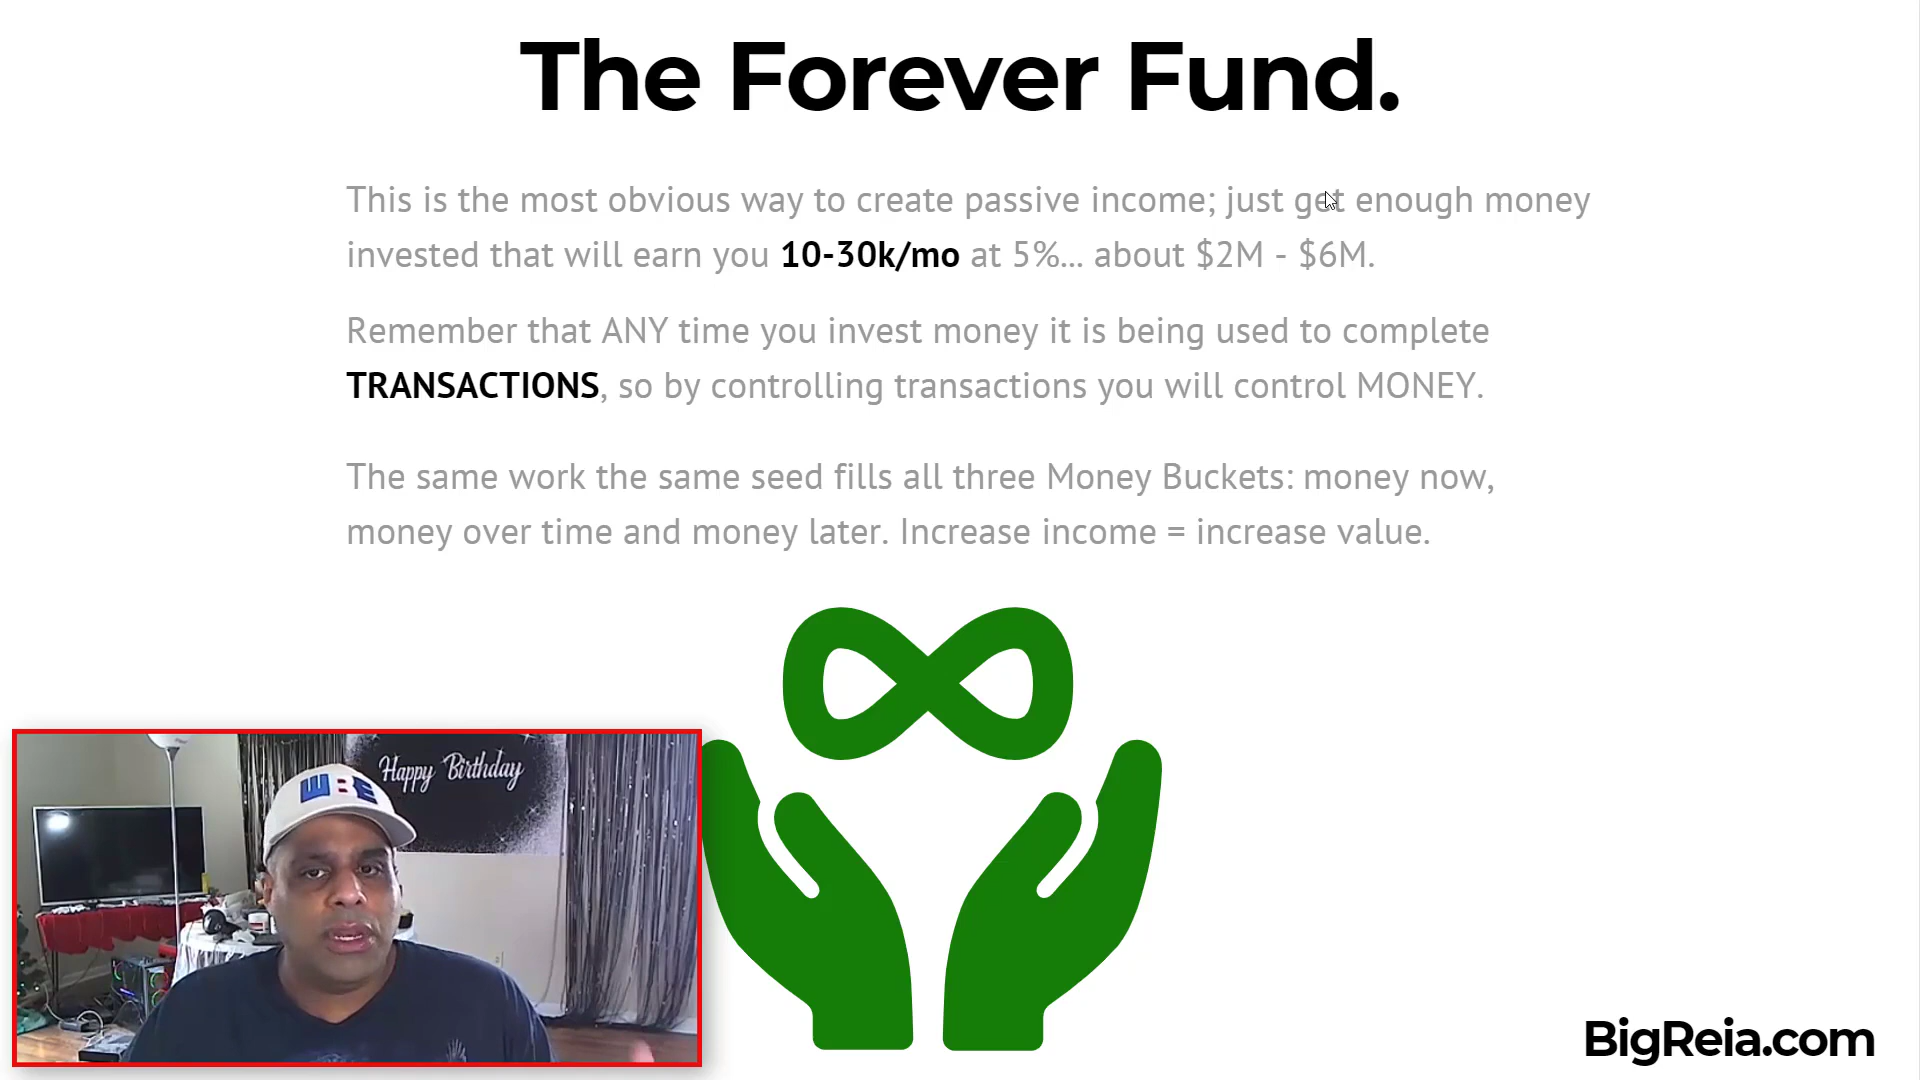 The Forever Fund.
This is the most obvious way to create passive income; just get enough money
invested that will earn you 10-30k/mo at 5%... about $2M - $6M.
Remember that ANY time you invest money it is being used to complete
TRANSACTIONS, so by controlling transactions you will control MONEY.
The same work the same seed fills all three Money Buckets: money now,
money over time and money later. Increase income = increase value.
Happy Birthday
WBE
BigReia.com